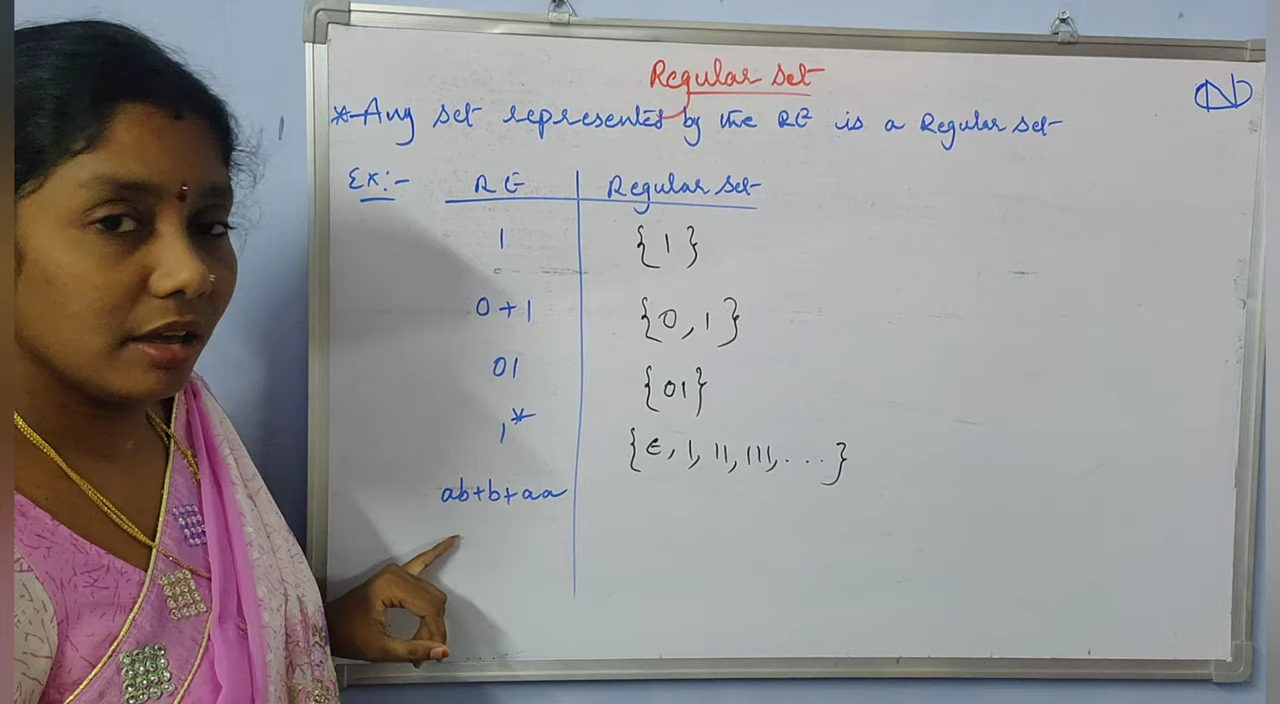 Regular Set
* Any set represented by the RE is a Regular set
Ex:- RE Regular Set
1 {1}
0+1 {0,1}
01 {01}
1* {ϵ, 1, 11, 111, ...}
ab+b+aa